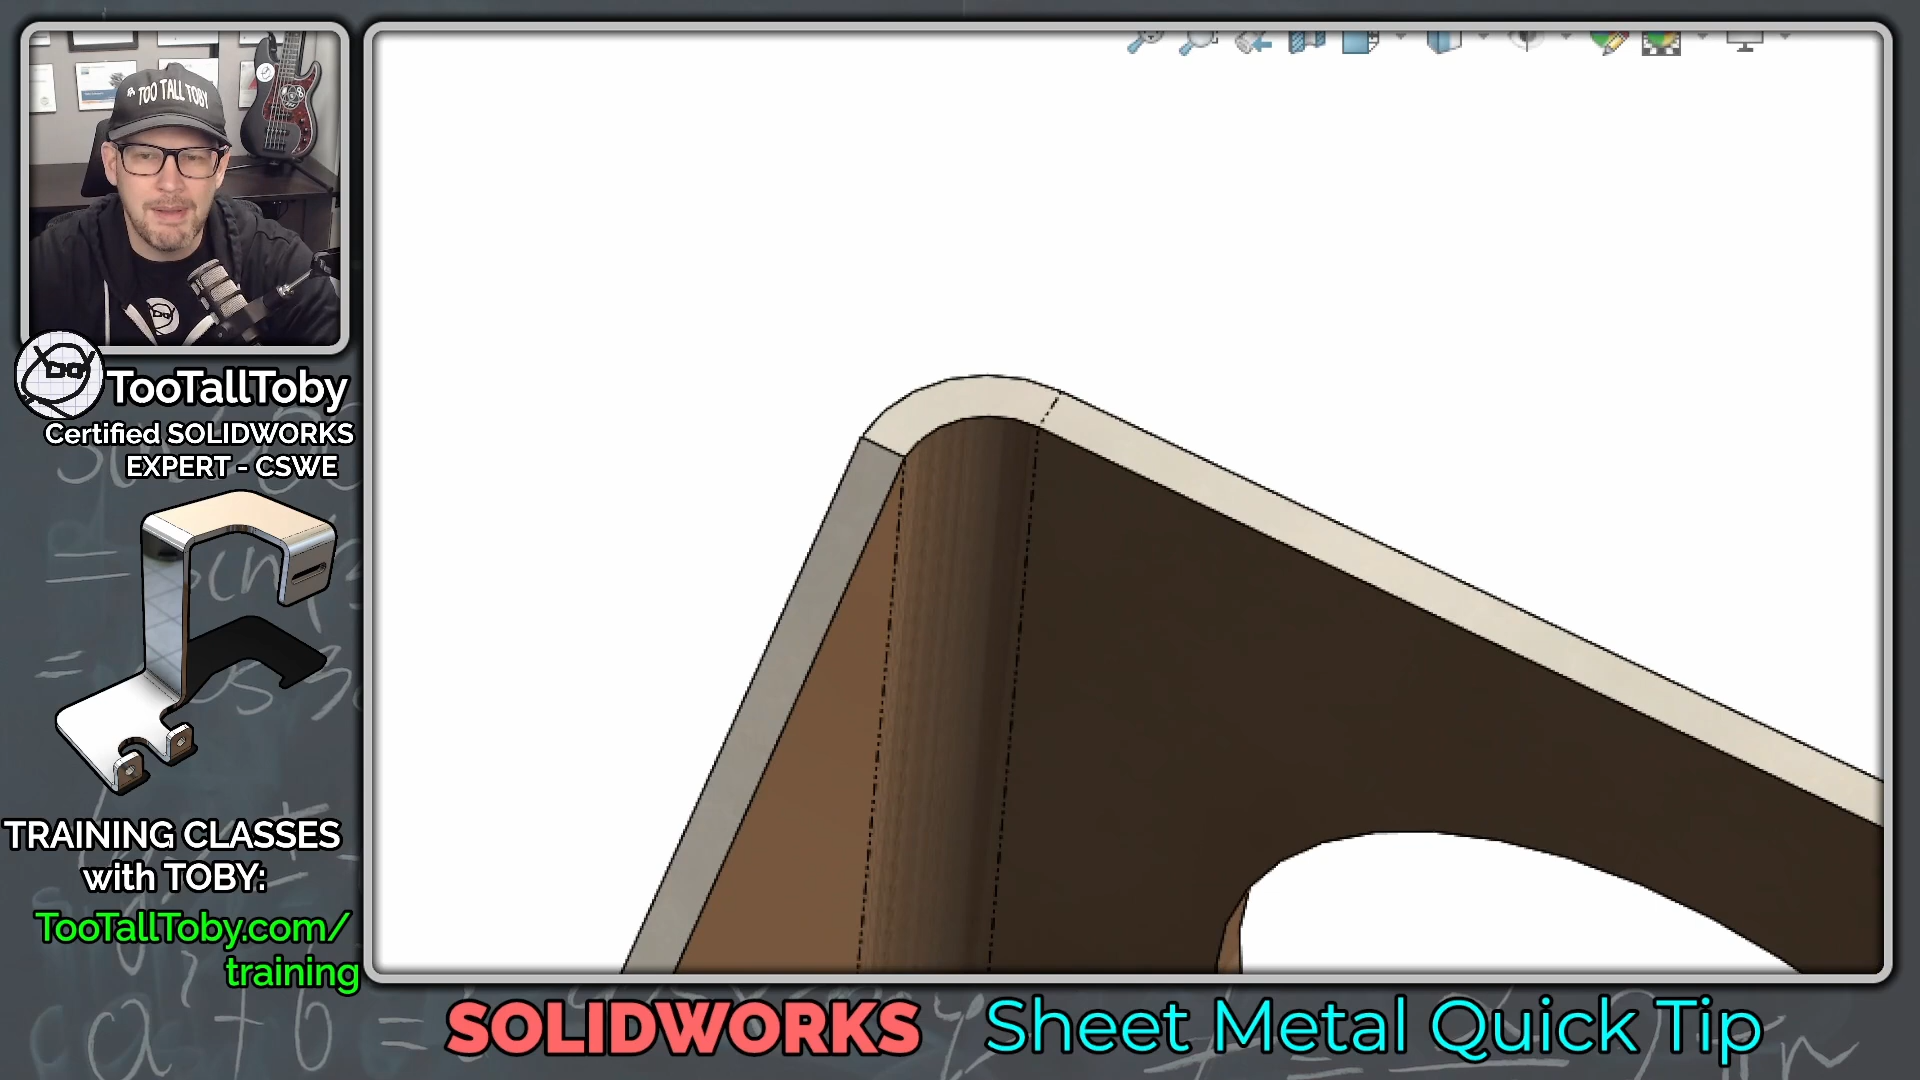 TOO TALL TOBY
TooTallToby
Certified SOLIDWORKS
EXPERT - CSWE
TRAINING CLASSES
with TOBY:
TooTallToby.com/
training
SOLIDWORKS Sheet Metal Quick Tip